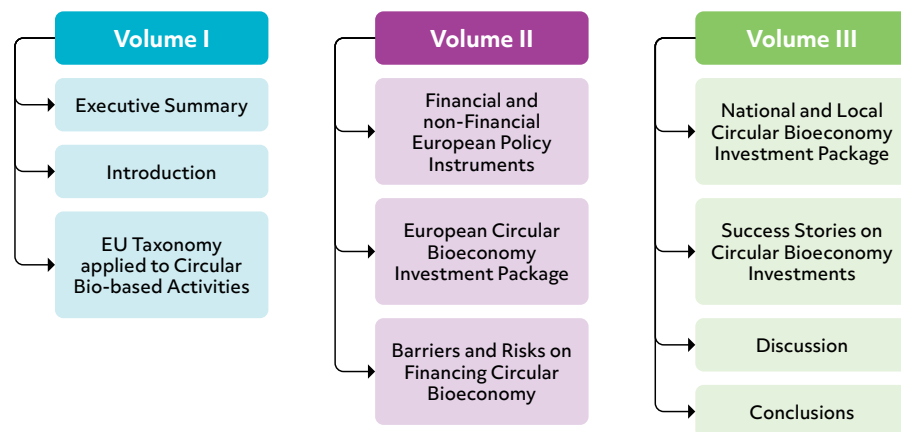 Volume I
Executive Summary
Introduction
EU Taxonomy
applied to Circular
Bio-based Activities
Volume II
Financial and
non-Financial
European Policy
Instruments
European Circular
Bioeconomy
Investment Package
Barriers and Risks on
Financing Circular
Bioeconomy
Volume III
National and Local
Circular Bioeconomy
Investment Package
Success Stories on
Circular Bioeconomy
Investments
Discussion
Conclusions